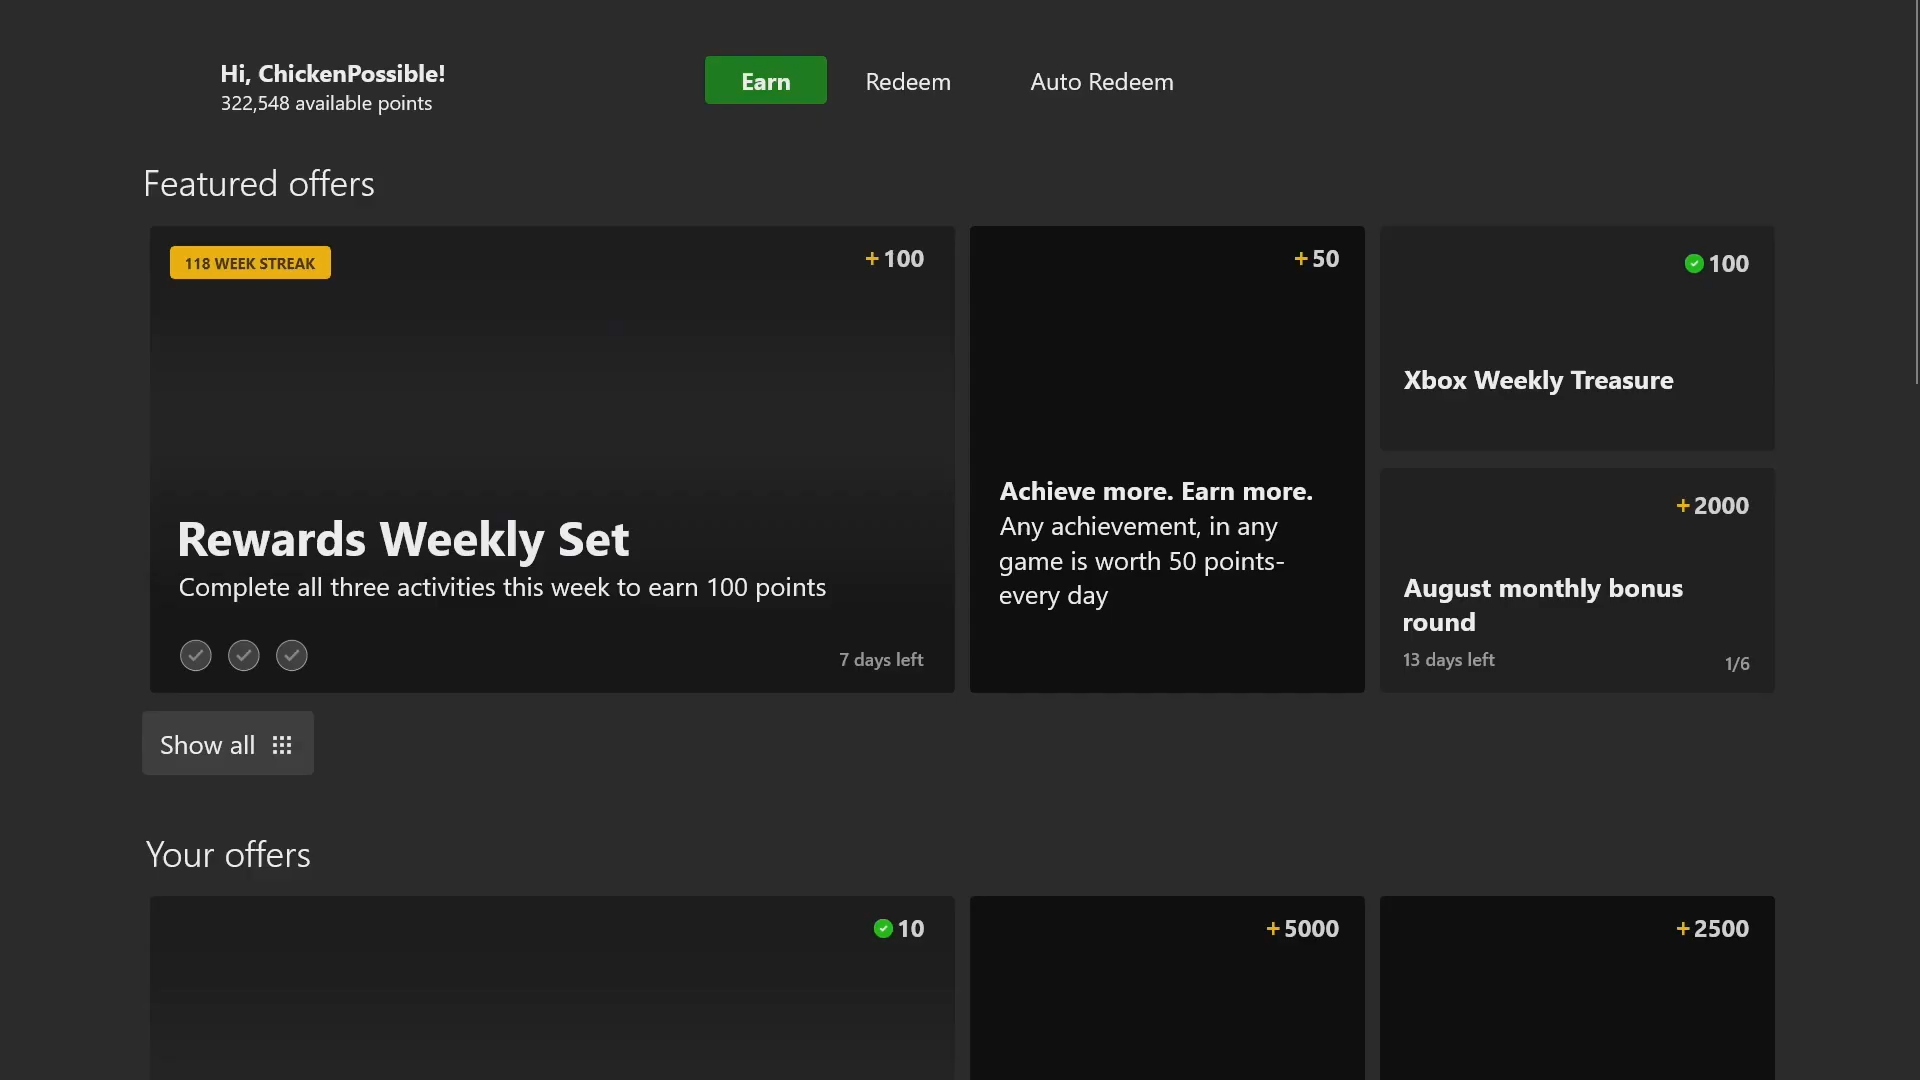 Hi, ChickenPossible!
322,548 available points
Earn
Redeem
Auto Redeem
Featured offers
118 WEEK STREAK
+100
Rewards Weekly Set
Complete all three activities this week to earn 100 points
7 days left
+50
Achieve more. Earn more.
Any achievement, in any
game is worth 50 points-
every day
100
Xbox Weekly Treasure
+2000
August monthly bonus
round
13 days left
1/6
Show all
Your offers
10
+5000
+2500